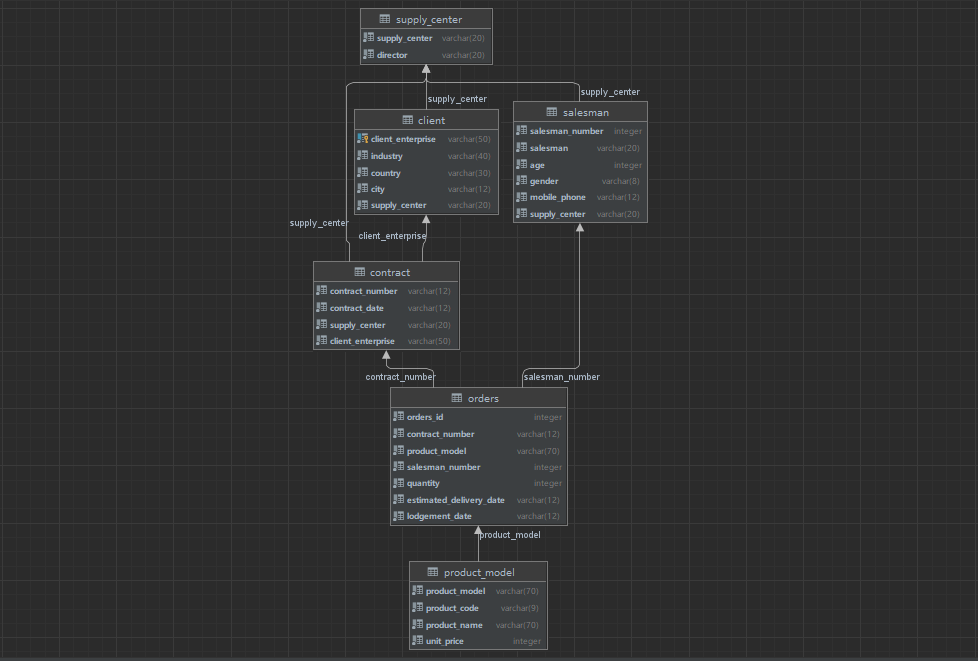 supply_center
supply_center varchar(20)
director varchar(20)
supply_center
supply_center
client
client_enterprise varchar(50)
industry varchar(40)
country varchar(30)
city varchar(12)
supply_center varchar(20)
salesman
salesman_number integer
salesman varchar(20)
age integer
gender varchar(8)
mobile_phone varchar(12)
supply_center varchar(20)
supply_center
client_enterprise
contract
contract_number varchar(12)
contract_date varchar(12)
supply_center varchar(20)
client_enterprise varchar(50)
contract_number
salesman_number
orders
orders_id integer
contract_number varchar(12)
product_model varchar(70)
salesman_number integer
quantity integer
estimated_delivery_date varchar(12)
lodgement_date varchar(12)
product_model
product_model
product_model varchar(70)
product_code varchar(9)
product_name varchar(70)
unit_price integer